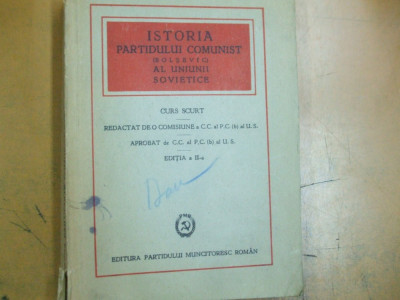 ISTORIA
PARTIDULUI COMUNIST
(BOLȘEVIC)
AL UNIUNII
SOVIETICE
CURS SCURT
REDACTAT DE O COMISIUNE a C.C. al P.C. (b) al U.S.
APROBAT de C.C. al P.C. (b) al U.S.
EDIȚIA a II-a
PMR
EDITURA PARTIDULUI MUNCITORESC ROMÂN